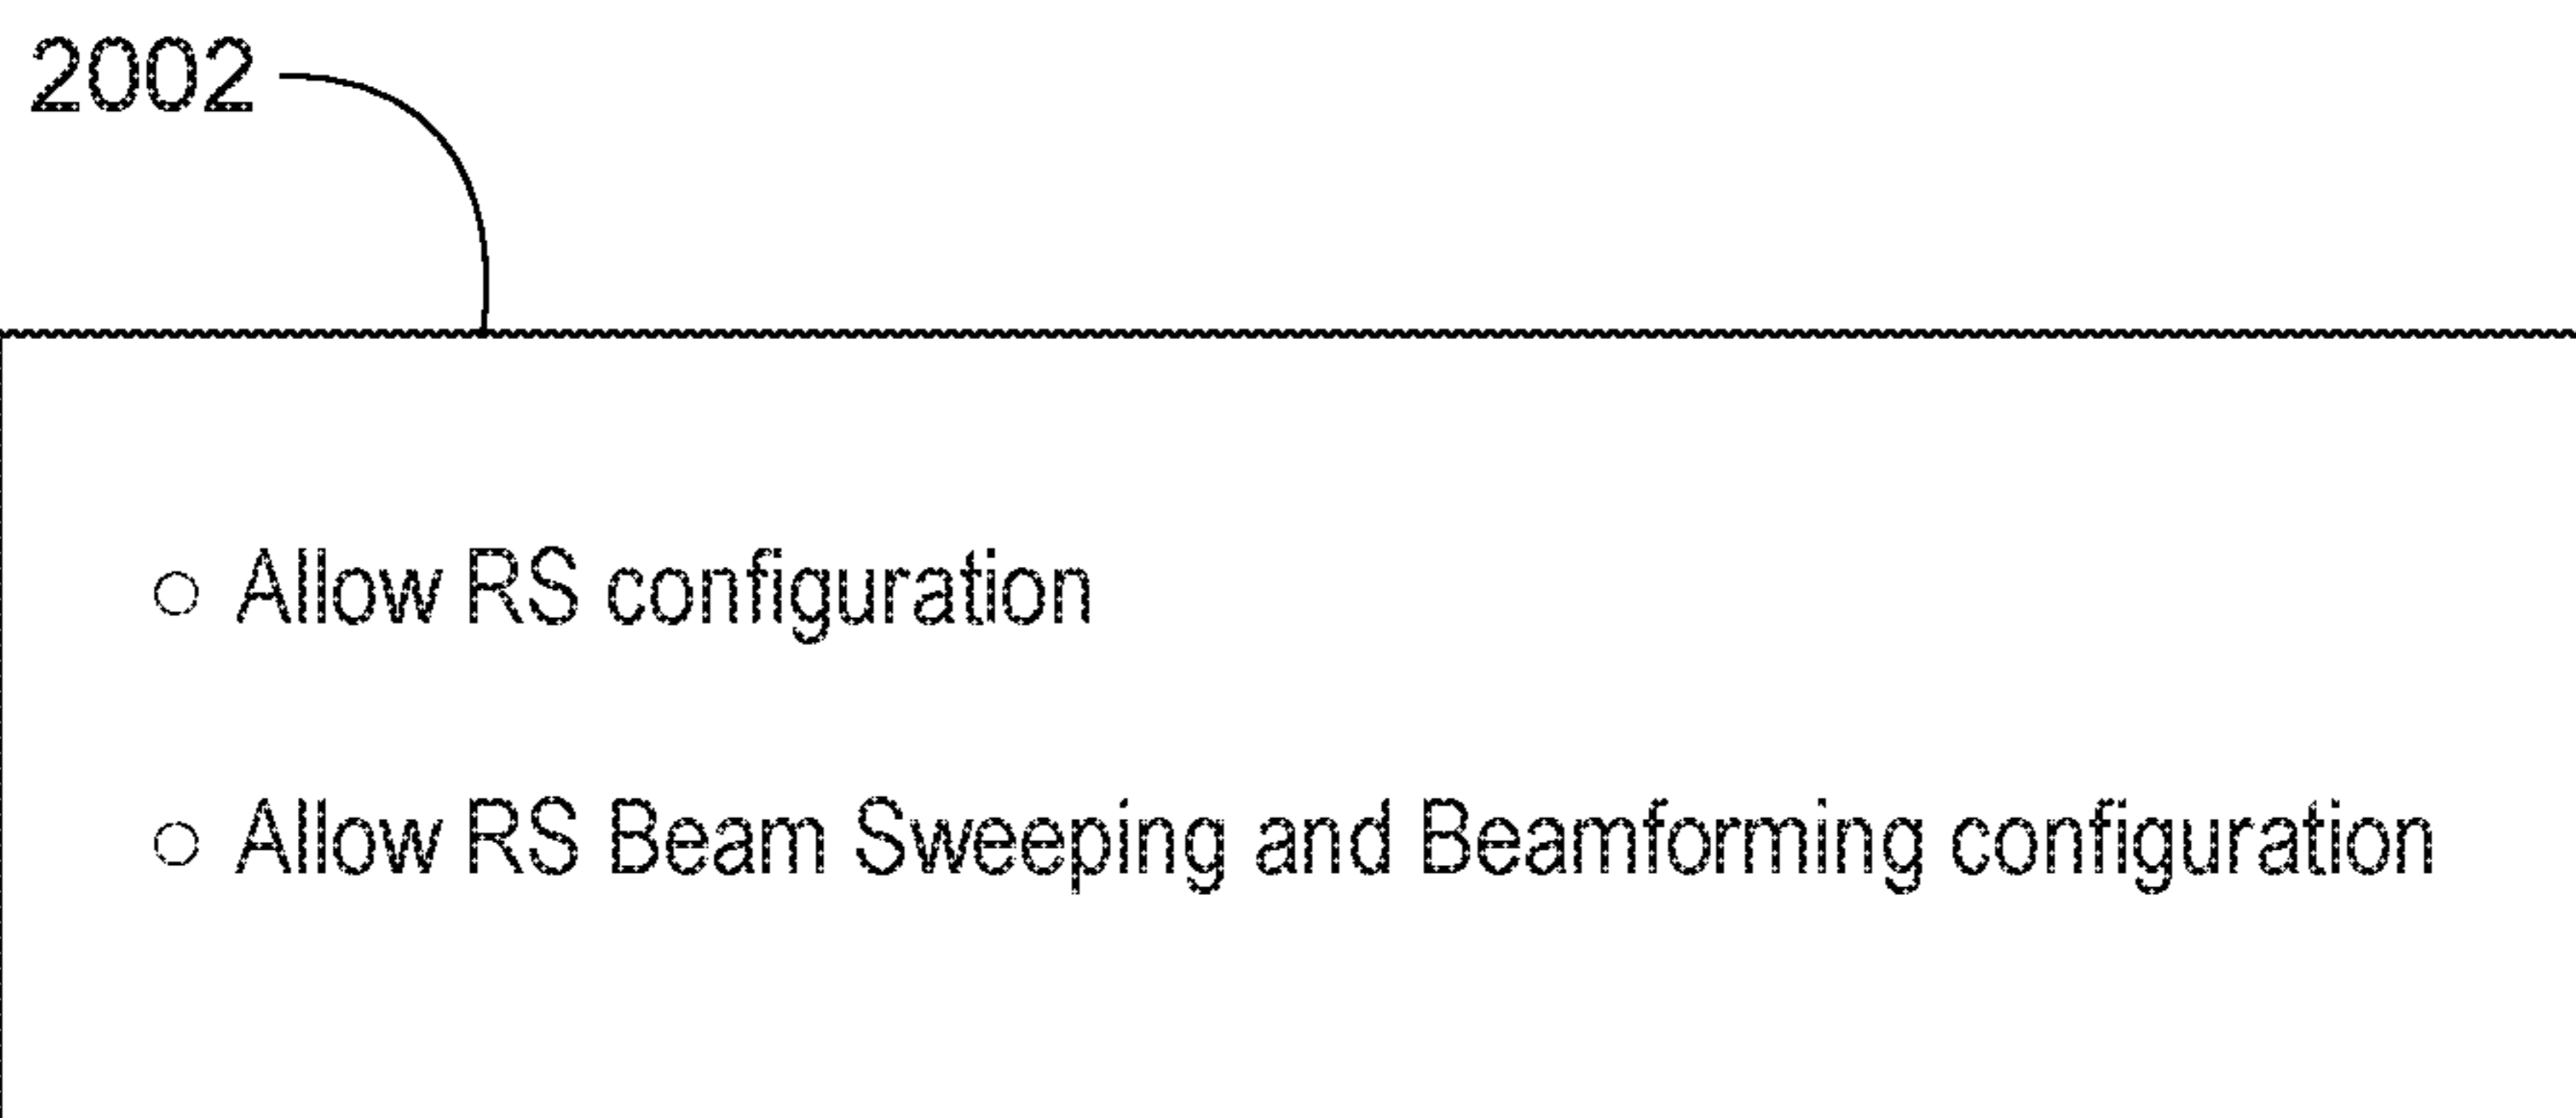 2002
○ Allow RS configuration
○ Allow RS Beam Sweeping and Beamforming configuration